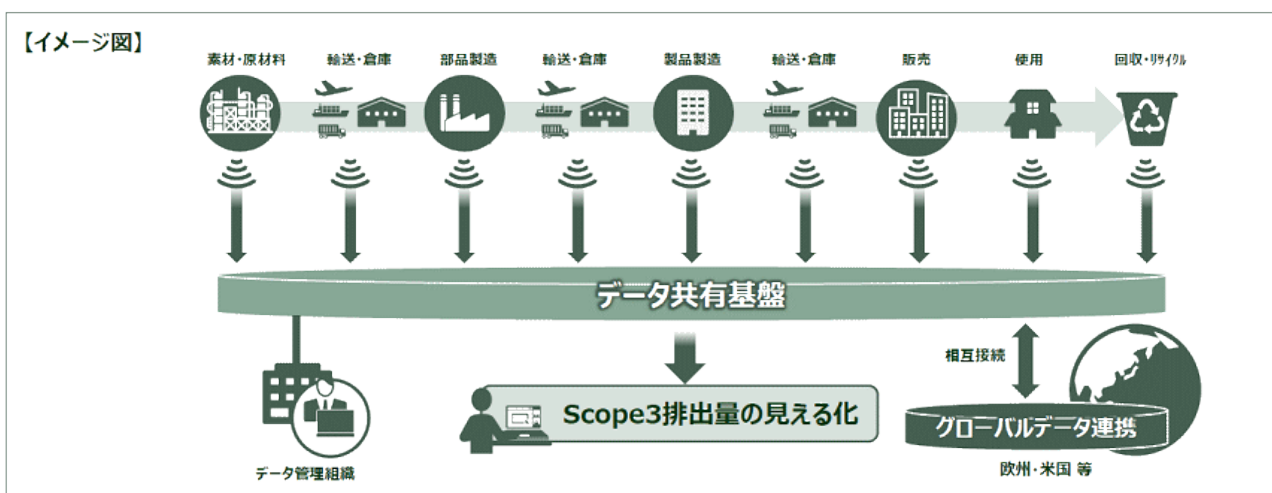 【イメージ図】
素材・原材料
輸送・倉庫
部品製造
輸送・倉庫
製品製造
輸送・倉庫
販売
使用
回収・リサイクル
データ共有基盤
相互接続
Scope3排出量の見える化
グローバルデータ連携
データ管理組織
欧州・米国 等